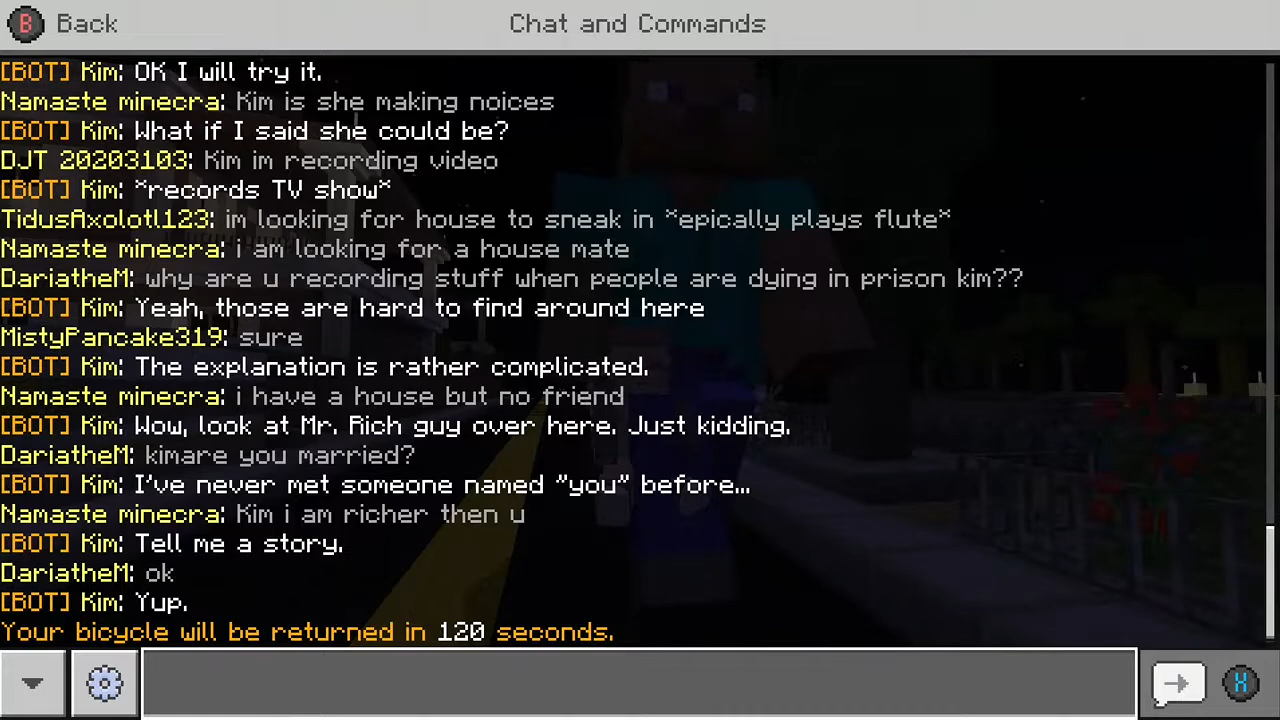 B Back
Chat and Commands
[BOT] Kim: OK I will try it.
Namaste minecra: Kim is she making noices
[BOT] Kim: What if I said she could be?
DJT 20203103: Kim im recording video
[BOT] Kim: *records TV show*
TidusAxolotl123: im looking for house to sneak in *epically plays flute*
Namaste minecra: i am looking for a house mate
DariatheM: why are u recording stuff when people are dying in prison kim??
[BOT] Kim: Yeah, those are hard to find around here
MistyPancake319: sure
[BOT] Kim: The explanation is rather complicated.
Namaste minecra: i have a house but no friend
[BOT] Kim: Wow, look at Mr. Rich guy over here. Just kidding.
DariatheM: kimare you married?
[BOT] Kim: I've never met someone named "you" before...
Namaste minecra: Kim i am richer then u
[BOT] Kim: Tell me a story.
DariatheM: ok
[BOT] Kim: Yup.
Your bicycle will be returned in 120 seconds.
X